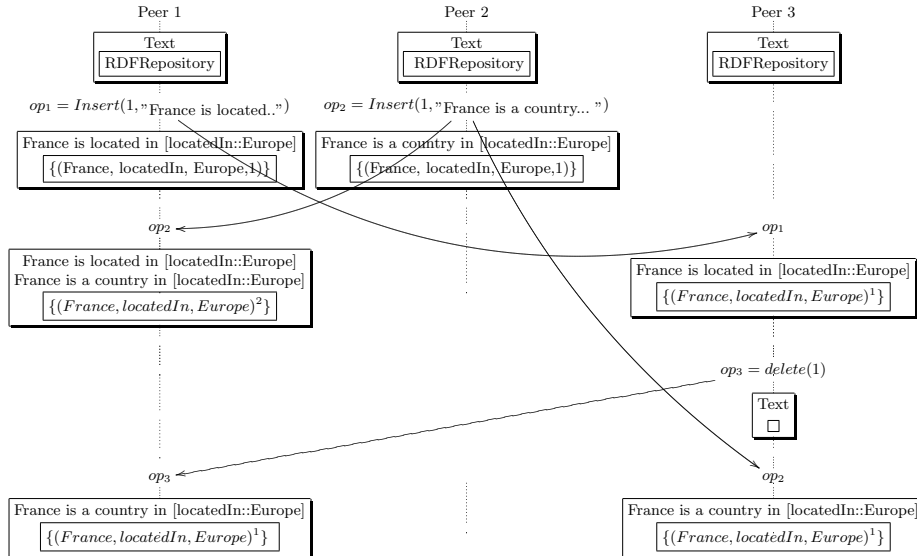 Peer 1 Peer 2 Peer 3
Text Text Text
RDFRepository RDFRepository RDFRepository
op₁ = Insert(1,"France is located..") op₂ = Insert(1,"France is a country... ")
France is located in [locatedIn::Europe] France is a country in [locatedIn::Europe]
{(France, locatedIn, Europe,1)} {(France, locatedIn, Europe,1)}
op₂ op₁
France is located in [locatedIn::Europe]
France is a country in [locatedIn::Europe]
{(France, locatedIn, Europe)²}
France is located in [locatedIn::Europe]
{(France, locatedIn, Europe)¹}
op₃ = delete(1)
Text
op₃ op₂
France is a country in [locatedIn::Europe] France is a country in [locatedIn::Europe]
{(France, locatedIn, Europe)¹} {(France, locatedIn, Europe)¹}